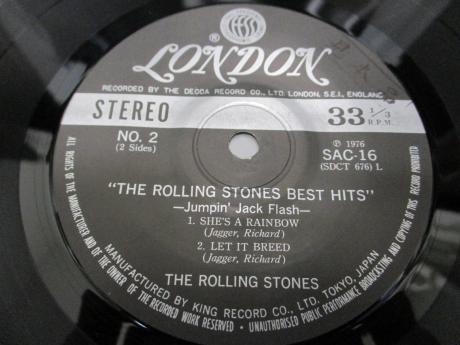 LONDON
®
RECORDED BY THE DECCA RECORD CO., LTD. LONDON. S.E.I., ENGLAND
STEREO
33 1/3
R.P.M.
NO. 2
(2 Sides)
℗ 1976
SAC-16
(SDCT 676) L
"THE ROLLING STONES BEST HITS"
—Jumpin' Jack Flash—
1. SHE'S A RAINBOW
(Jagger, Richard)
2. LET IT BREED
(Jagger, Richard)
THE ROLLING STONES
MANUFACTURED BY KING RECORD CO., LTD. TOKYO, JAPAN
ALL RIGHTS OF THE MANUFACTURER AND OF THE OWNER OF THE RECORDED WORK RESERVED • UNAUTHORISED PUBLIC PERFORMANCE BROADCASTING AND COPYING OF THIS RECORD PROHIBITED